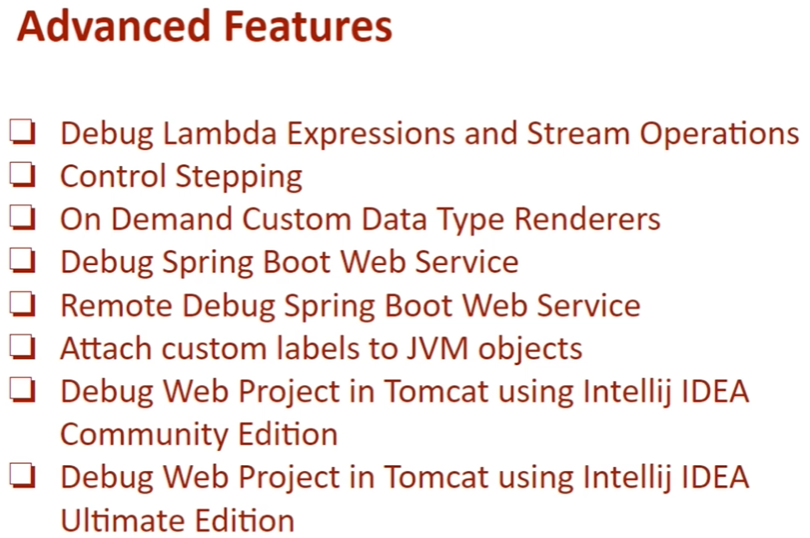 Advanced Features
❑ Debug Lambda Expressions and Stream Operations
❑ Control Stepping
❑ On Demand Custom Data Type Renderers
❑ Debug Spring Boot Web Service
❑ Remote Debug Spring Boot Web Service
❑ Attach custom labels to JVM objects
❑ Debug Web Project in Tomcat using Intellij IDEA
Community Edition
❑ Debug Web Project in Tomcat using Intellij IDEA
Ultimate Edition